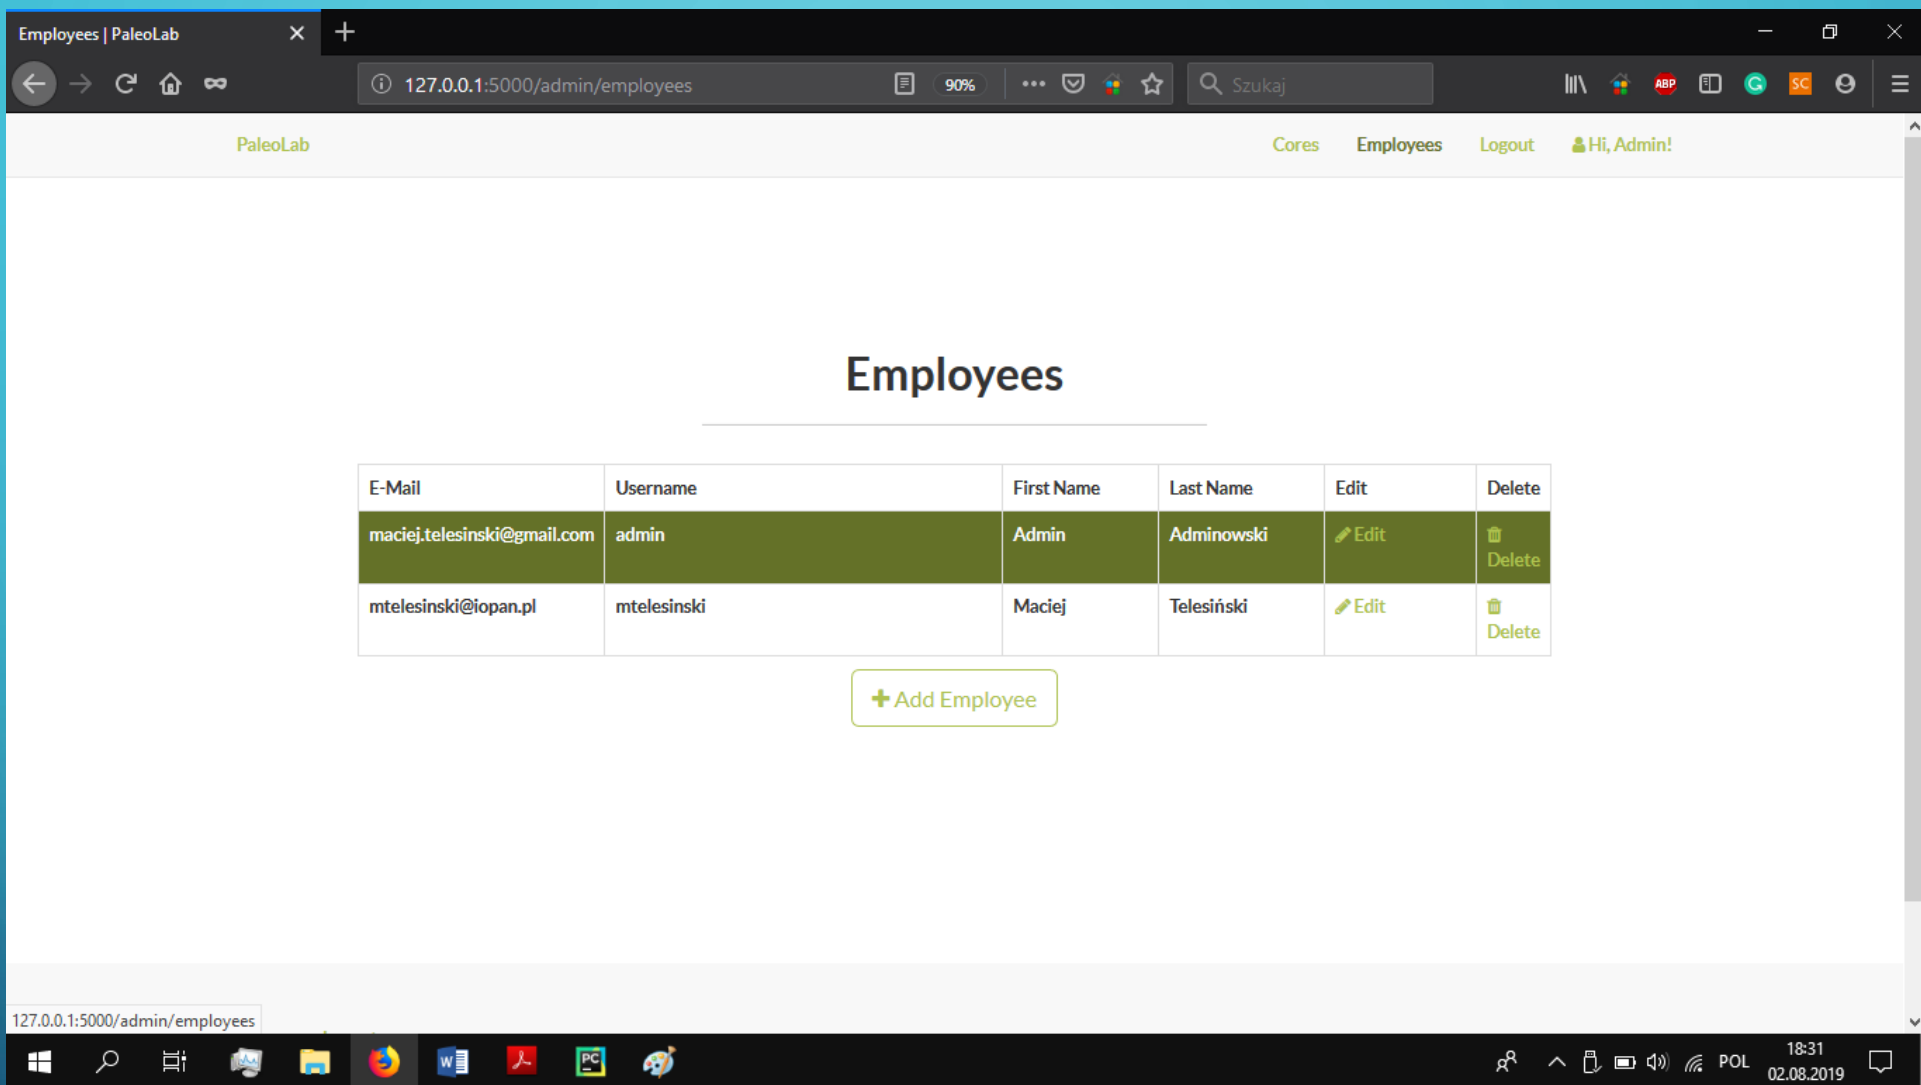 Employees | PaleoLab
127.0.0.1:5000/admin/employees
90%
Szukaj
ABP
G
SC
PaleoLab
Cores
Employees
Logout
Hi, Admin!
Employees
E-Mail Username First Name Last Name Edit Delete
maciej.telesinski@gmail.com admin Admin Adminowski Edit Delete
mtelesinski@iopan.pl mtelesinski Maciej Telesiński Edit Delete
Add Employee
127.0.0.1:5000/admin/employees
W
PC
POL
18:31
02.08.2019